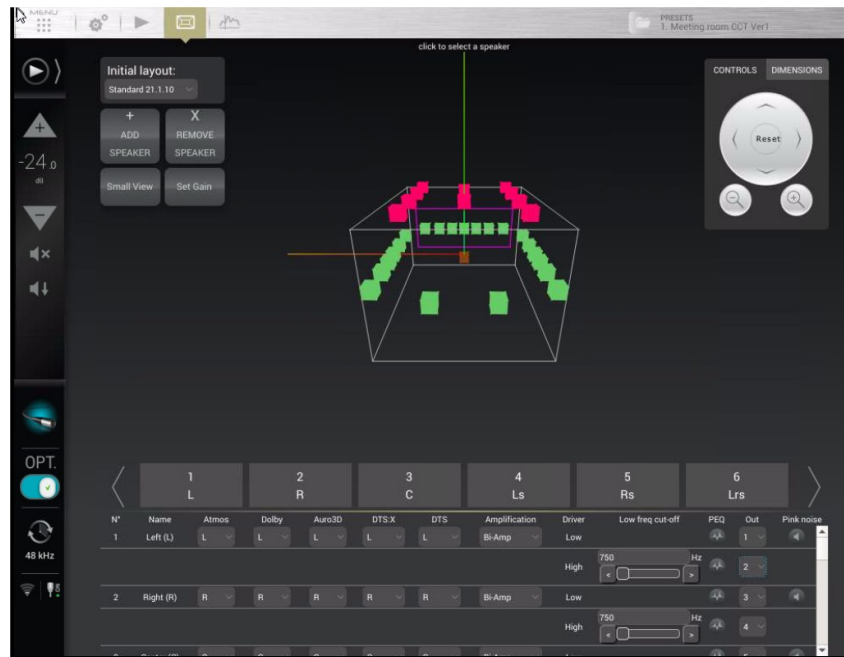 MENU
PRESETS
1. Meeting room CCT Ver1
click to select a speaker
Initial layout:
Standard 21.1.10
+
ADD
SPEAKER
X
REMOVE
SPEAKER
Small View
Set Gain
CONTROLS DIMENSIONS
Reset
+
-24.0
dB
OPT.
48 kHz
1
L
2
R
3
C
4
Ls
5
Rs
6
Lrs
N° Name Atmos Dolby Auro3D DTS:X DTS Amplification Driver Low freq cut-off PEQ Out Pink noise
1 Left (L) L L L L L Bi-Amp Low 1
High 750 Hz 2
< >
2 Right (R) R R R R R Bi-Amp Low 3
High 750 Hz 4
< >